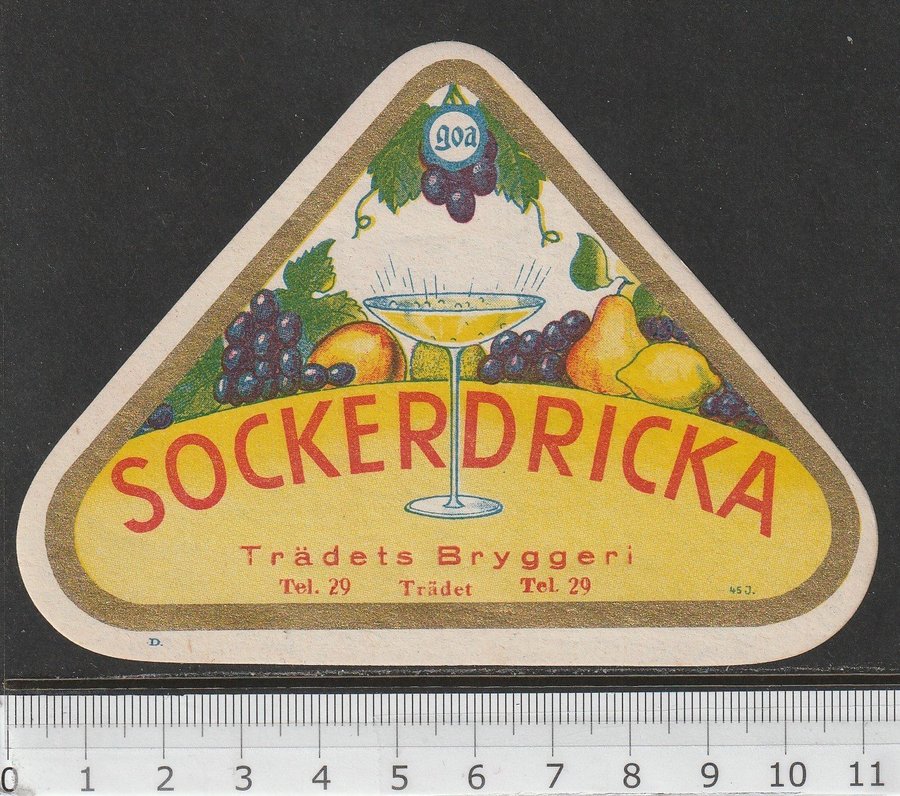 goa
SOCKERDRICKA
Trädets Bryggeri
Tel. 29 Trädet Tel. 29
45 J.
D.
0 1 2 3 4 5 6 7 8 9 10 11